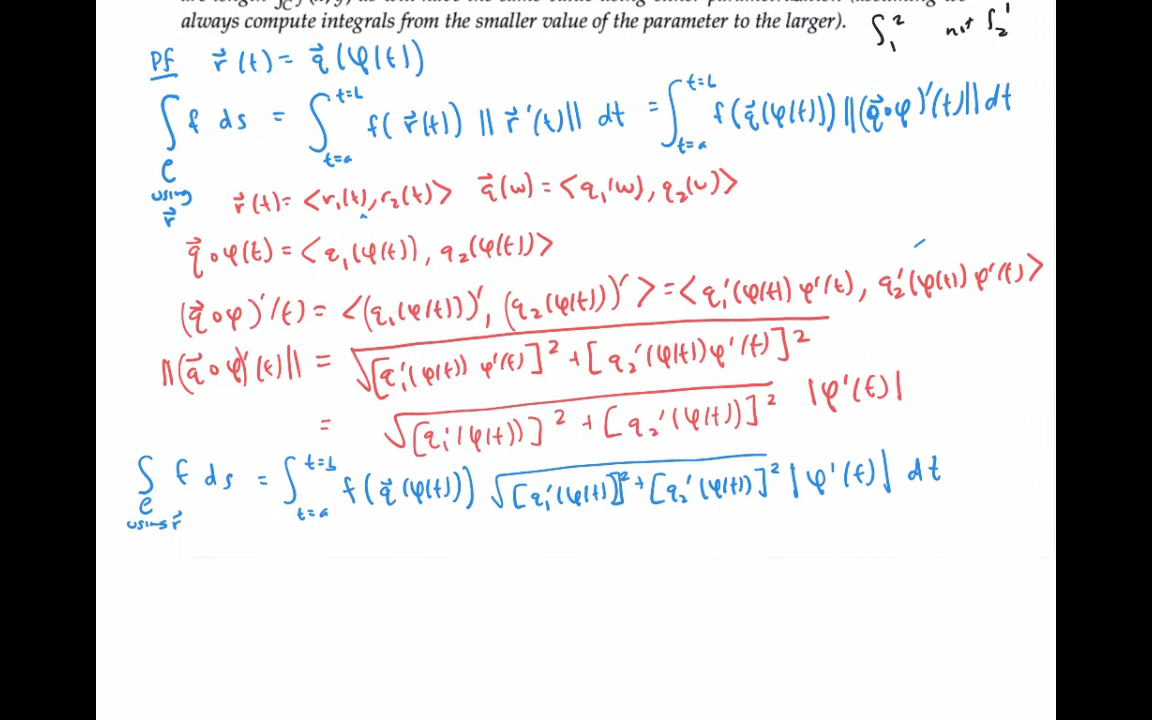 always compute integrals from the smaller value of the parameter to the larger). ∫₁² not ∫₂¹
Pf r⃗(t) = q⃗(φ(t))
∫ f ds = ∫_{t=a}^{t=b} f(r⃗(t)) ||r⃗'(t)|| dt = ∫_{t=a}^{t=b} f(q⃗(φ(t))) ||(q⃗∘φ)'(t)|| dt
C
using r⃗
r⃗(t) = <r₁(t), r₂(t)> q⃗(w) = <q₁(w), q₂(w)>
q⃗∘φ(t) = <q₁(φ(t)), q₂(φ(t))>
(q⃗∘φ)'(t) = <(q₁(φ(t)))', (q₂(φ(t)))'> = <q₁'(φ(t)) φ'(t), q₂'(φ(t)) φ'(t)>
||(q⃗∘φ)'(t)|| = √([q₁'(φ(t)) φ'(t)]² + [q₂'(φ(t)) φ'(t)]²)
= √([q₁'(φ(t))]² + [q₂'(φ(t))]²) |φ'(t)|
∫ f ds = ∫_{t=a}^{t=b} f(q⃗(φ(t))) √([q₁'(φ(t))]² + [q₂'(φ(t))]²) |φ'(t)| dt
C
using r⃗